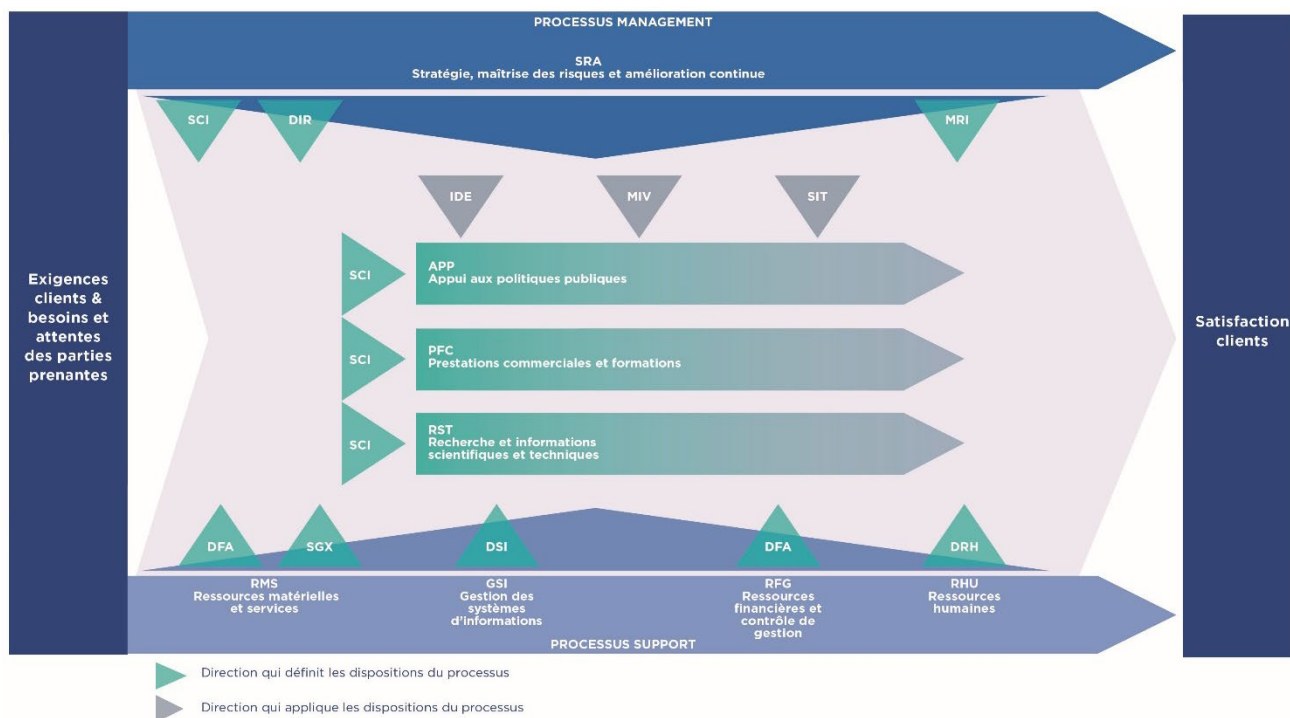 PROCESSUS MANAGEMENT
SRA
Stratégie, maîtrise des risques et amélioration continue
SCI
DIR
MRI
IDE
MIV
SIT
Exigences
clients &
besoins et
attentes
des parties
prenantes
SCI
APP
Appui aux politiques publiques
SCI
PFC
Prestations commerciales et formations
SCI
RST
Recherche et informations
scientifiques et techniques
Satisfaction
clients
DFA
SGX
DSI
DFA
DRH
RMS
Ressources matérielles
et services
GSI
Gestion des
systèmes
d'informations
RFG
Ressources
financières et
contrôle de
gestion
RHU
Ressources
humaines
PROCESSUS SUPPORT
Direction qui définit les dispositions du processus
Direction qui applique les dispositions du processus